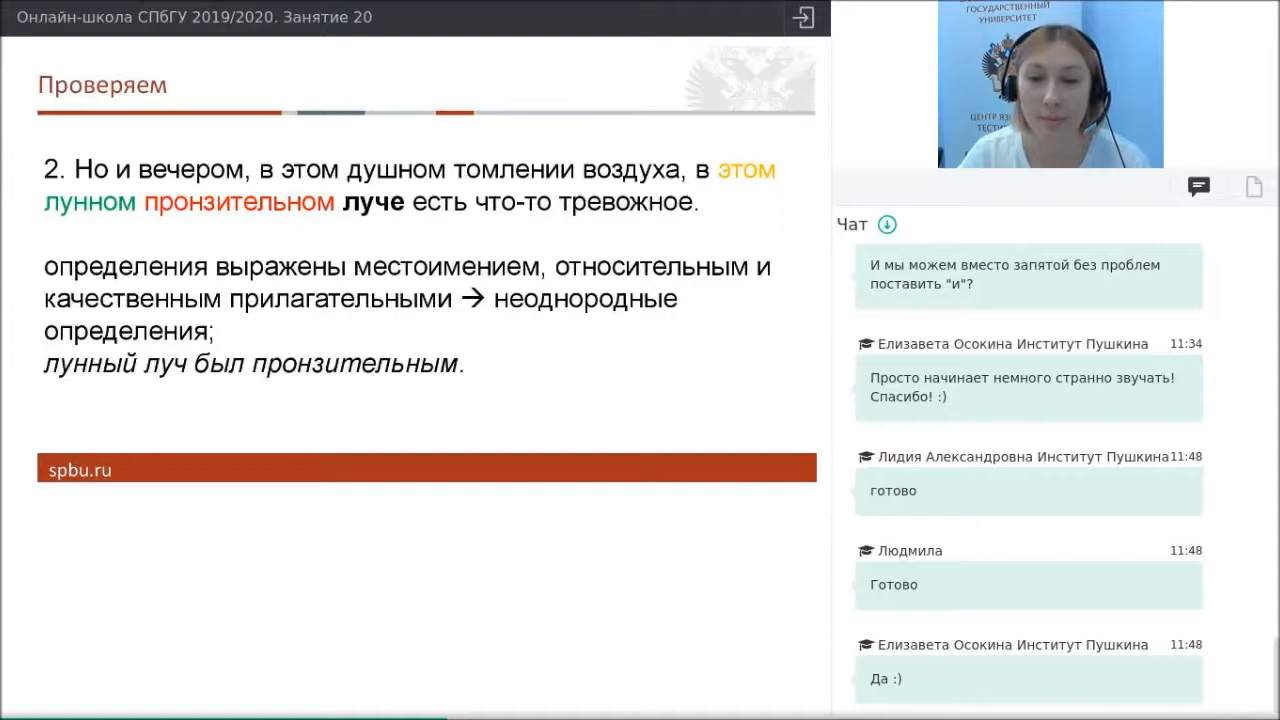 Онлайн-школа СПбГУ 2019/2020. Занятие 20
Проверяем
2. Но и вечером, в этом душном томлении воздуха, в этом
лунном пронзительном луче есть что-то тревожное.
определения выражены местоимением, относительным и
качественным прилагательными → неоднородные
определения;
лунный луч был пронзительным.
spbu.ru
ГОСУДАРСТВЕННЫЙ
УНИВЕРСИТЕТ
ЦЕНТР
Чат
И мы можем вместо запятой без проблем
поставить "и"?
Елизавета Осокина Институт Пушкина 11:34
Просто начинает немного странно звучать!
Спасибо! :)
Лидия Александровна Институт Пушкина 11:48
готово
Людмила 11:48
Готово
Елизавета Осокина Институт Пушкина 11:48
Да :)